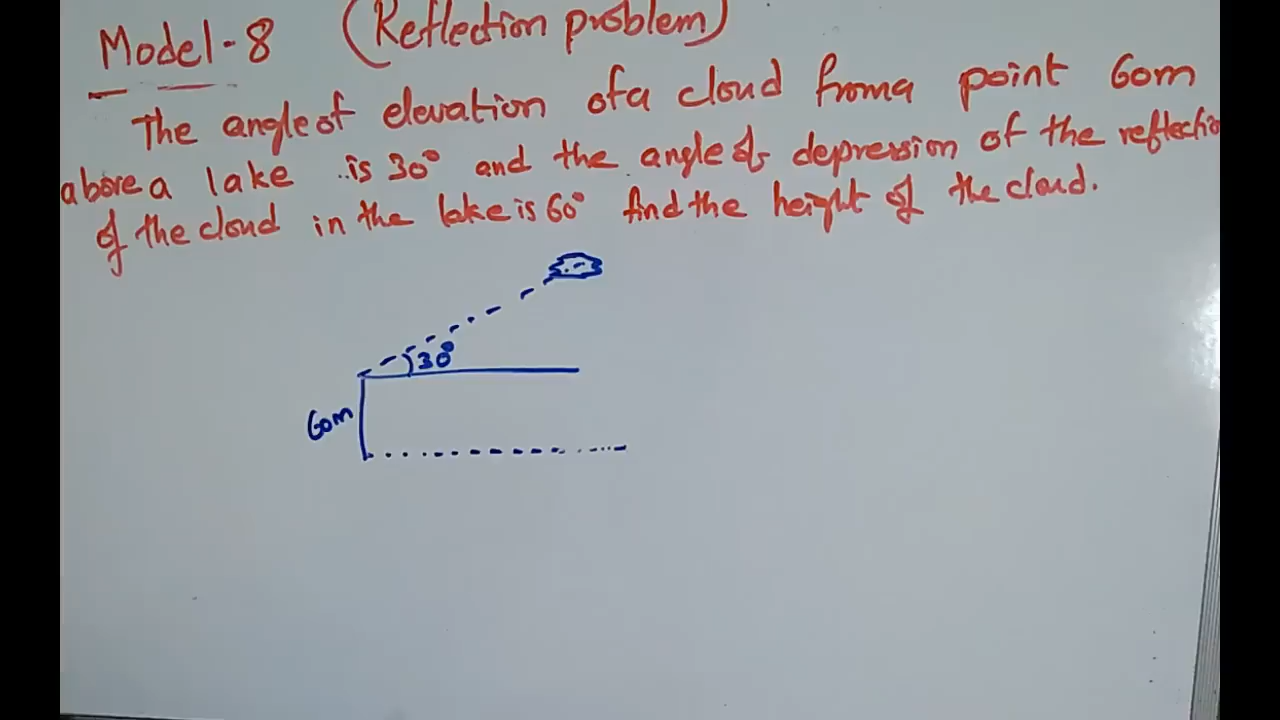 Model-8 (Reflection problem)
The angle of elevation of a cloud from a point 60m
above a lake is 30° and the angle of depression of the reflection
of the cloud in the lake is 60° find the height of the cloud.
30°
60m